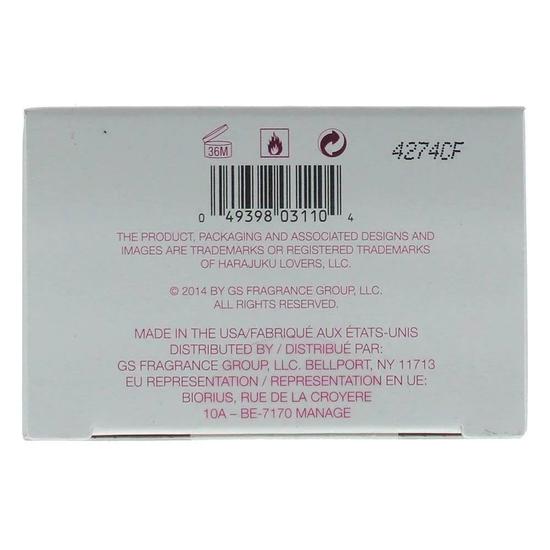 36M
4274CF
0 49398 03110 4
THE PRODUCT, PACKAGING AND ASSOCIATED DESIGNS AND
IMAGES ARE TRADEMARKS OR REGISTERED TRADEMARKS
OF HARAJUKU LOVERS, LLC.
© 2014 BY GS FRAGRANCE GROUP, LLC.
ALL RIGHTS RESERVED.
MADE IN THE USA/FABRIQUÉ AUX ÉTATS-UNIS
DISTRIBUTED BY / DISTRIBUÉ PAR:
GS FRAGRANCE GROUP, LLC. BELLPORT, NY 11713
EU REPRESENTATION / REPRESENTATION EN UE:
BIORIUS, RUE DE LA CROYERE
10A – BE-7170 MANAGE